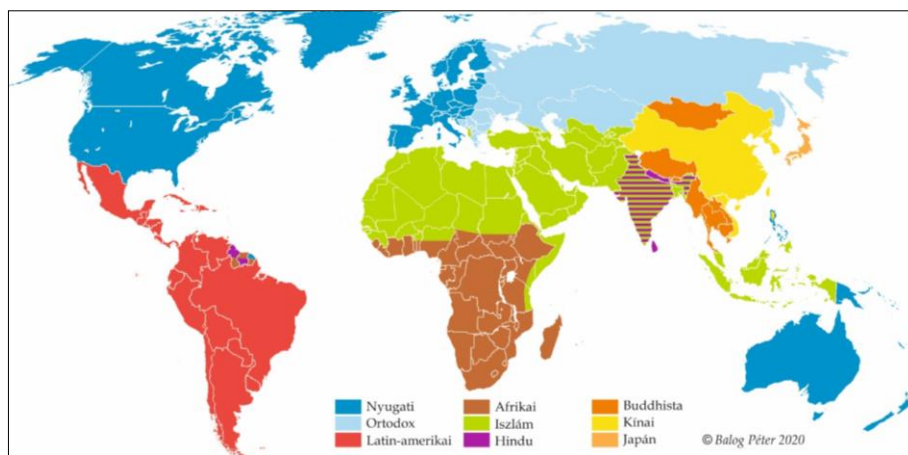 Nyugati
Ortodox
Latin-amerikai
Afrikai
Iszlám
Hindu
Buddhista
Kínai
Japán
© Balog Péter 2020